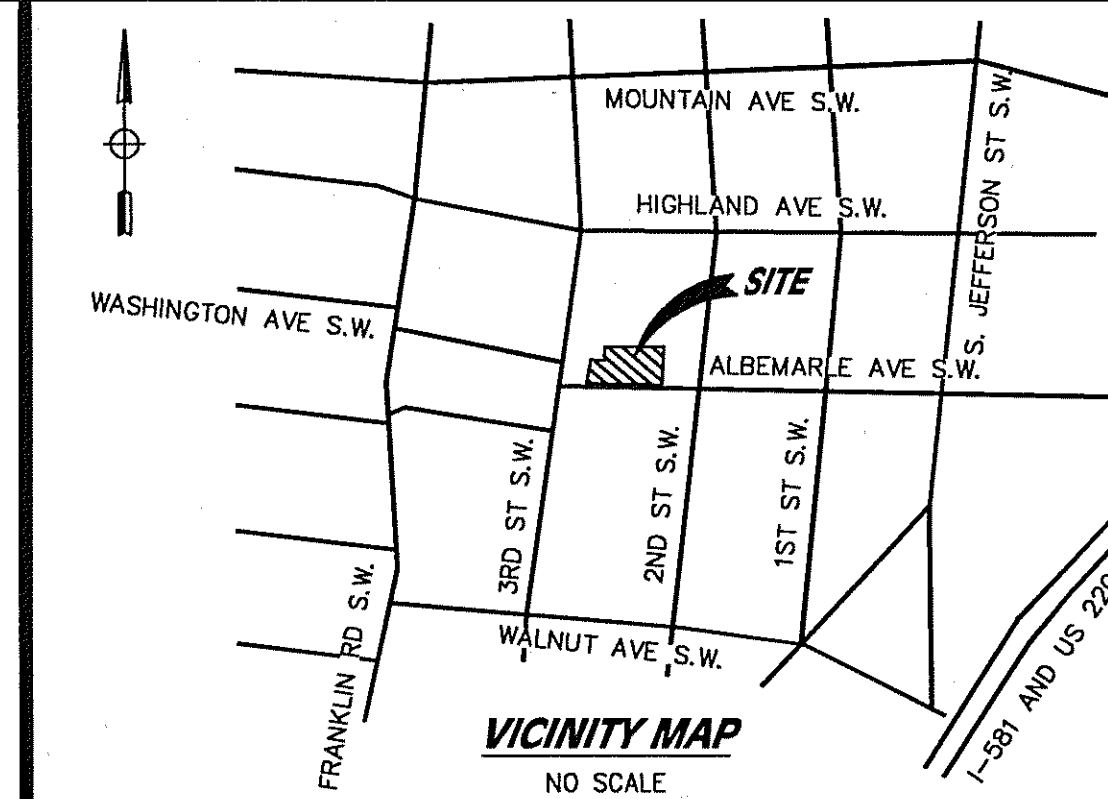 MOUNTAIN AVE S.W.
S. JEFFERSON ST S.W.
HIGHLAND AVE S.W.
SITE
WASHINGTON AVE S.W.
ALBEMARLE AVE S.W.
3RD ST S.W.
2ND ST S.W.
1ST ST S.W.
FRANKLIN RD S.W.
WALNUT AVE S.W.
I-581 AND US 220
VICINITY MAP
NO SCALE